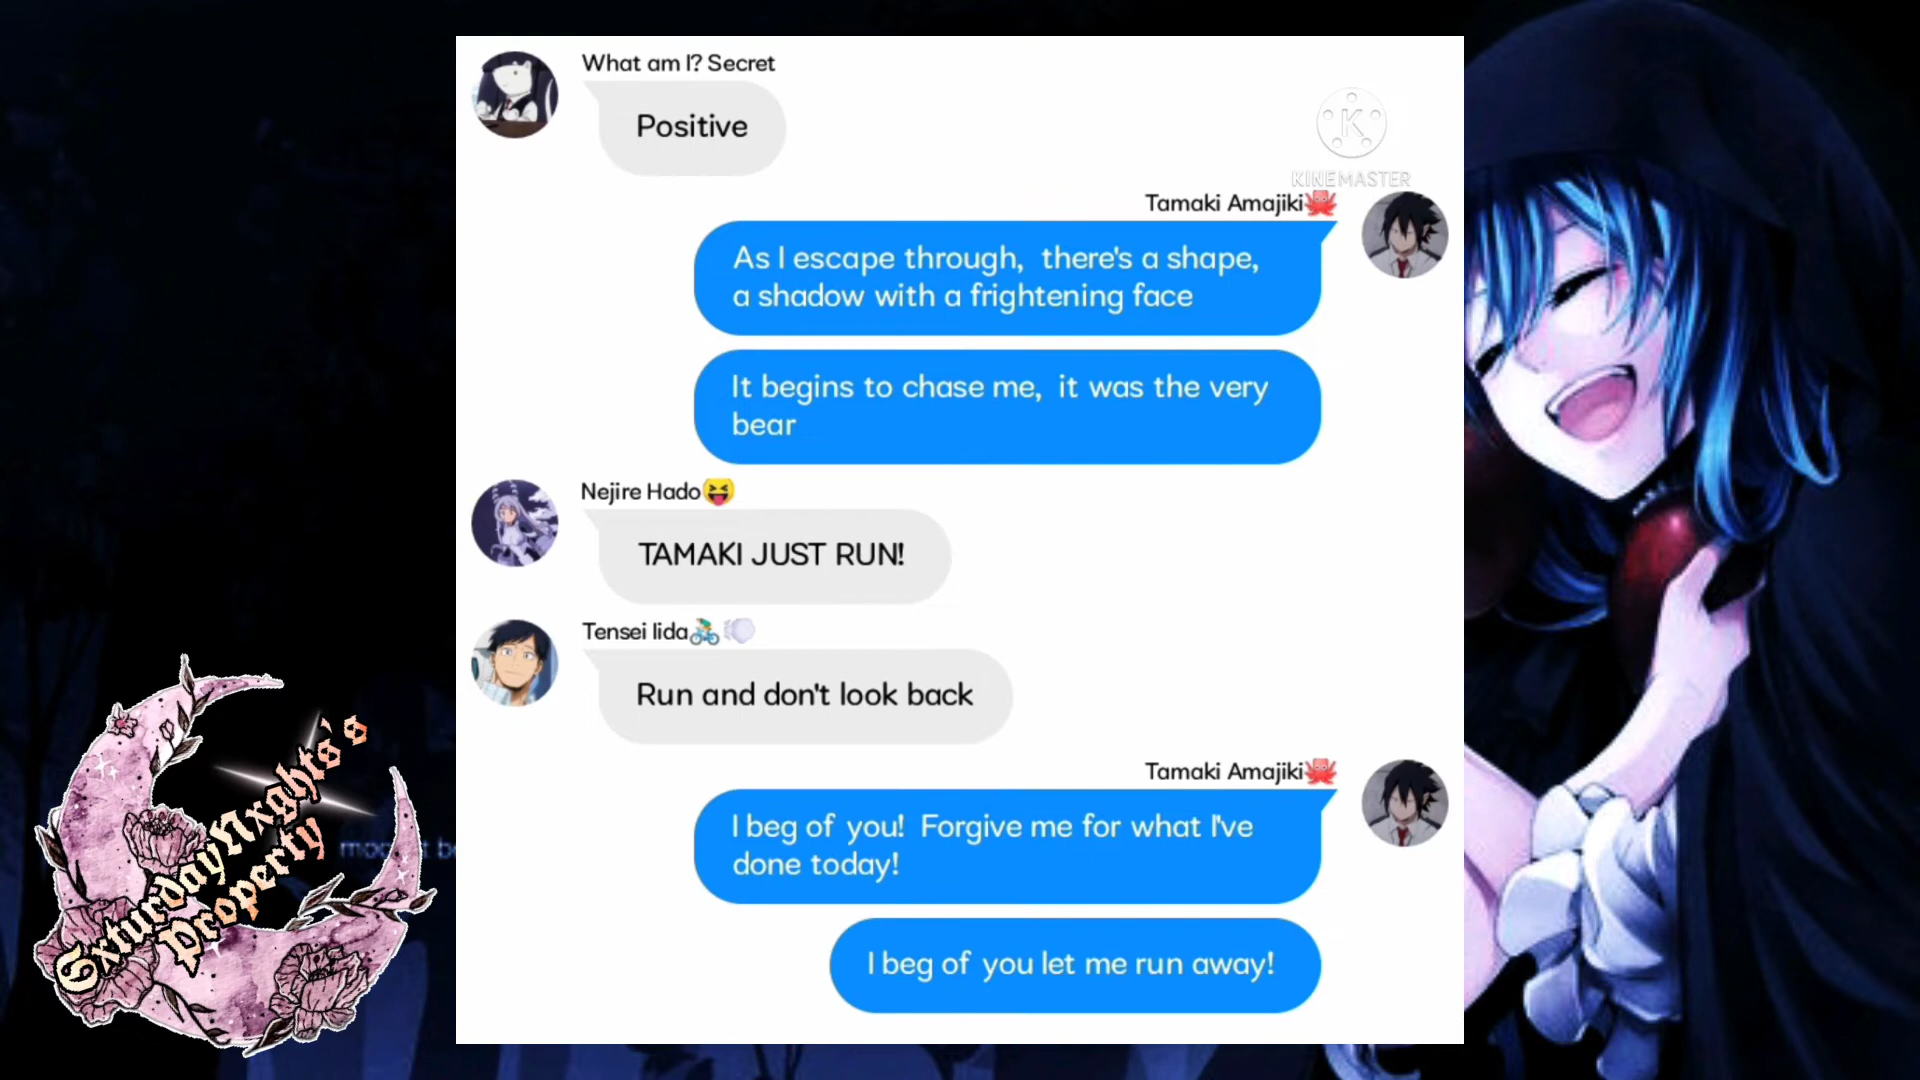 What am I? Secret
Positive
KINEMASTER
Tamaki Amajiki🐙
As I escape through, there's a shape,
a shadow with a frightening face
It begins to chase me, it was the very
bear
Nejire Hado😝
TAMAKI JUST RUN!
Tensei Iida🚴💨
Run and don't look back
Tamaki Amajiki🐙
I beg of you! Forgive me for what I've
done today!
I beg of you let me run away!
SxturdayNxghts's
Property